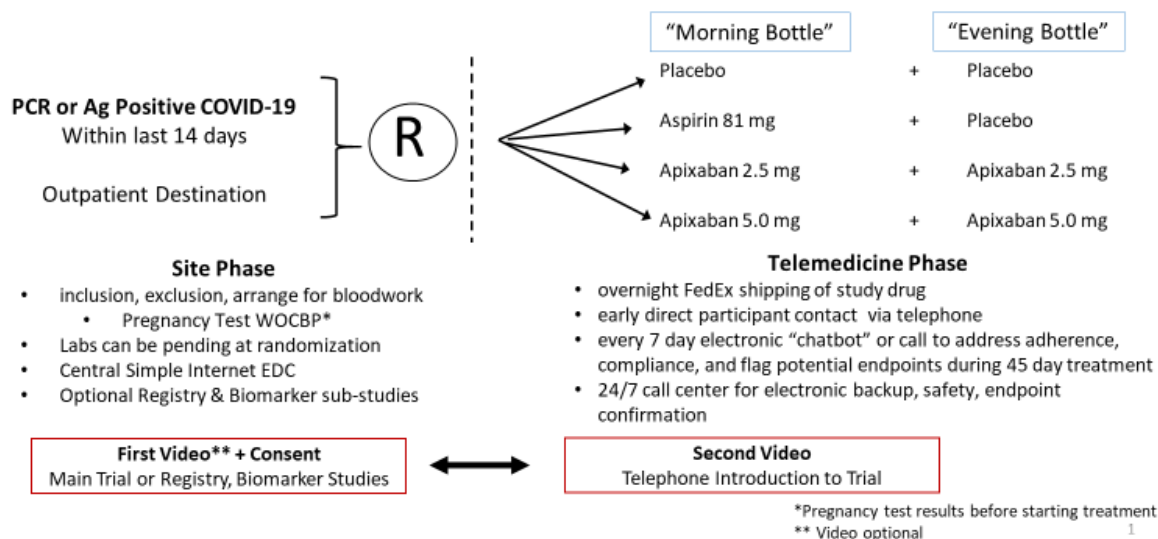 “Morning Bottle” “Evening Bottle”
Placebo + Placebo
PCR or Ag Positive COVID-19
Within last 14 days
Outpatient Destination
R
Aspirin 81 mg + Placebo
Apixaban 2.5 mg + Apixaban 2.5 mg
Apixaban 5.0 mg + Apixaban 5.0 mg
Site Phase
• inclusion, exclusion, arrange for bloodwork
• Pregnancy Test WOCBP*
• Labs can be pending at randomization
• Central Simple Internet EDC
• Optional Registry & Biomarker sub-studies
Telemedicine Phase
• overnight FedEx shipping of study drug
• early direct participant contact via telephone
• every 7 day electronic “chatbot” or call to address adherence,
compliance, and flag potential endpoints during 45 day treatment
• 24/7 call center for electronic backup, safety, endpoint
confirmation
First Video** + Consent
Main Trial or Registry, Biomarker Studies
Second Video
Telephone Introduction to Trial
*Pregnancy test results before starting treatment
** Video optional
1